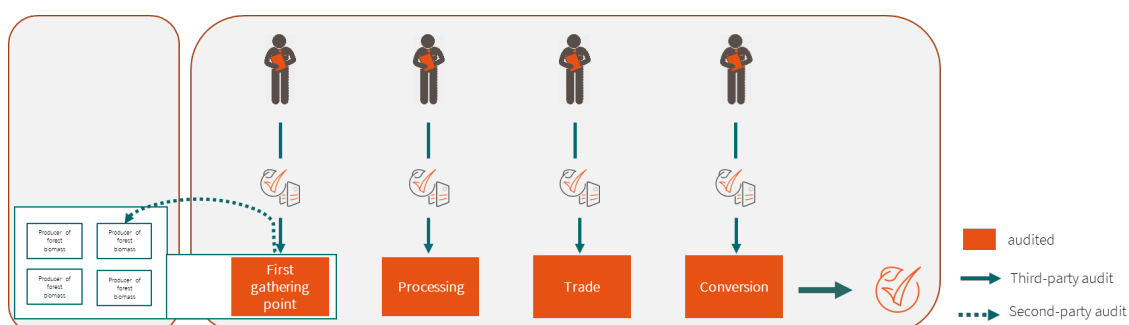 Producer of
forest
biomass
Producer of
forest
biomass
Producer of
forest
biomass
Producer of
forest
biomass
First
gathering
point
Processing
Trade
Conversion
audited
Third-party audit
Second-party audit